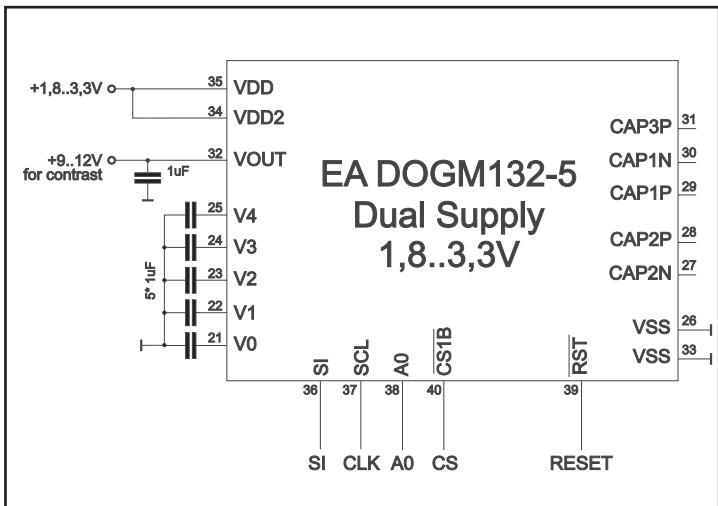 +1,8..3,3V
35 VDD
34 VDD2
+9..12V
for contrast
32 VOUT
1uF
25 V4
24 V3
23 V2
22 V1
21 V0
5* 1uF
EA DOGM132-5
Dual Supply
1,8..3,3V
CAP3P 31
CAP1N 30
CAP1P 29
CAP2P 28
CAP2N 27
VSS 26
VSS 33
SI
SCL
A0
CS1B
RST
36
37
38
40
39
SI CLK A0 CS RESET